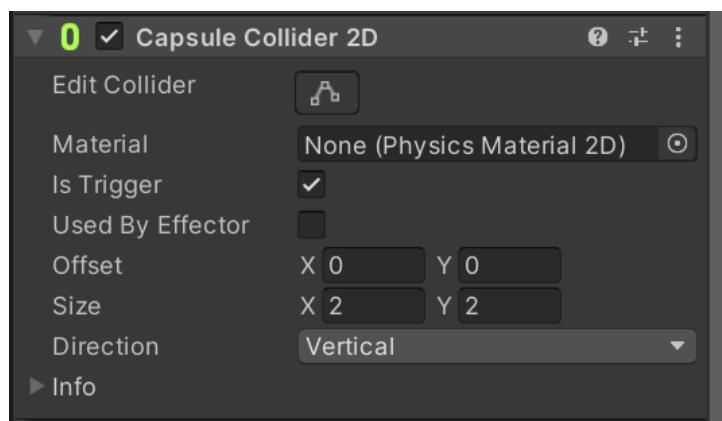 Capsule Collider 2D
Edit Collider
Material None (Physics Material 2D)
Is Trigger
Used By Effector
Offset X 0 Y 0
Size X 2 Y 2
Direction Vertical
Info